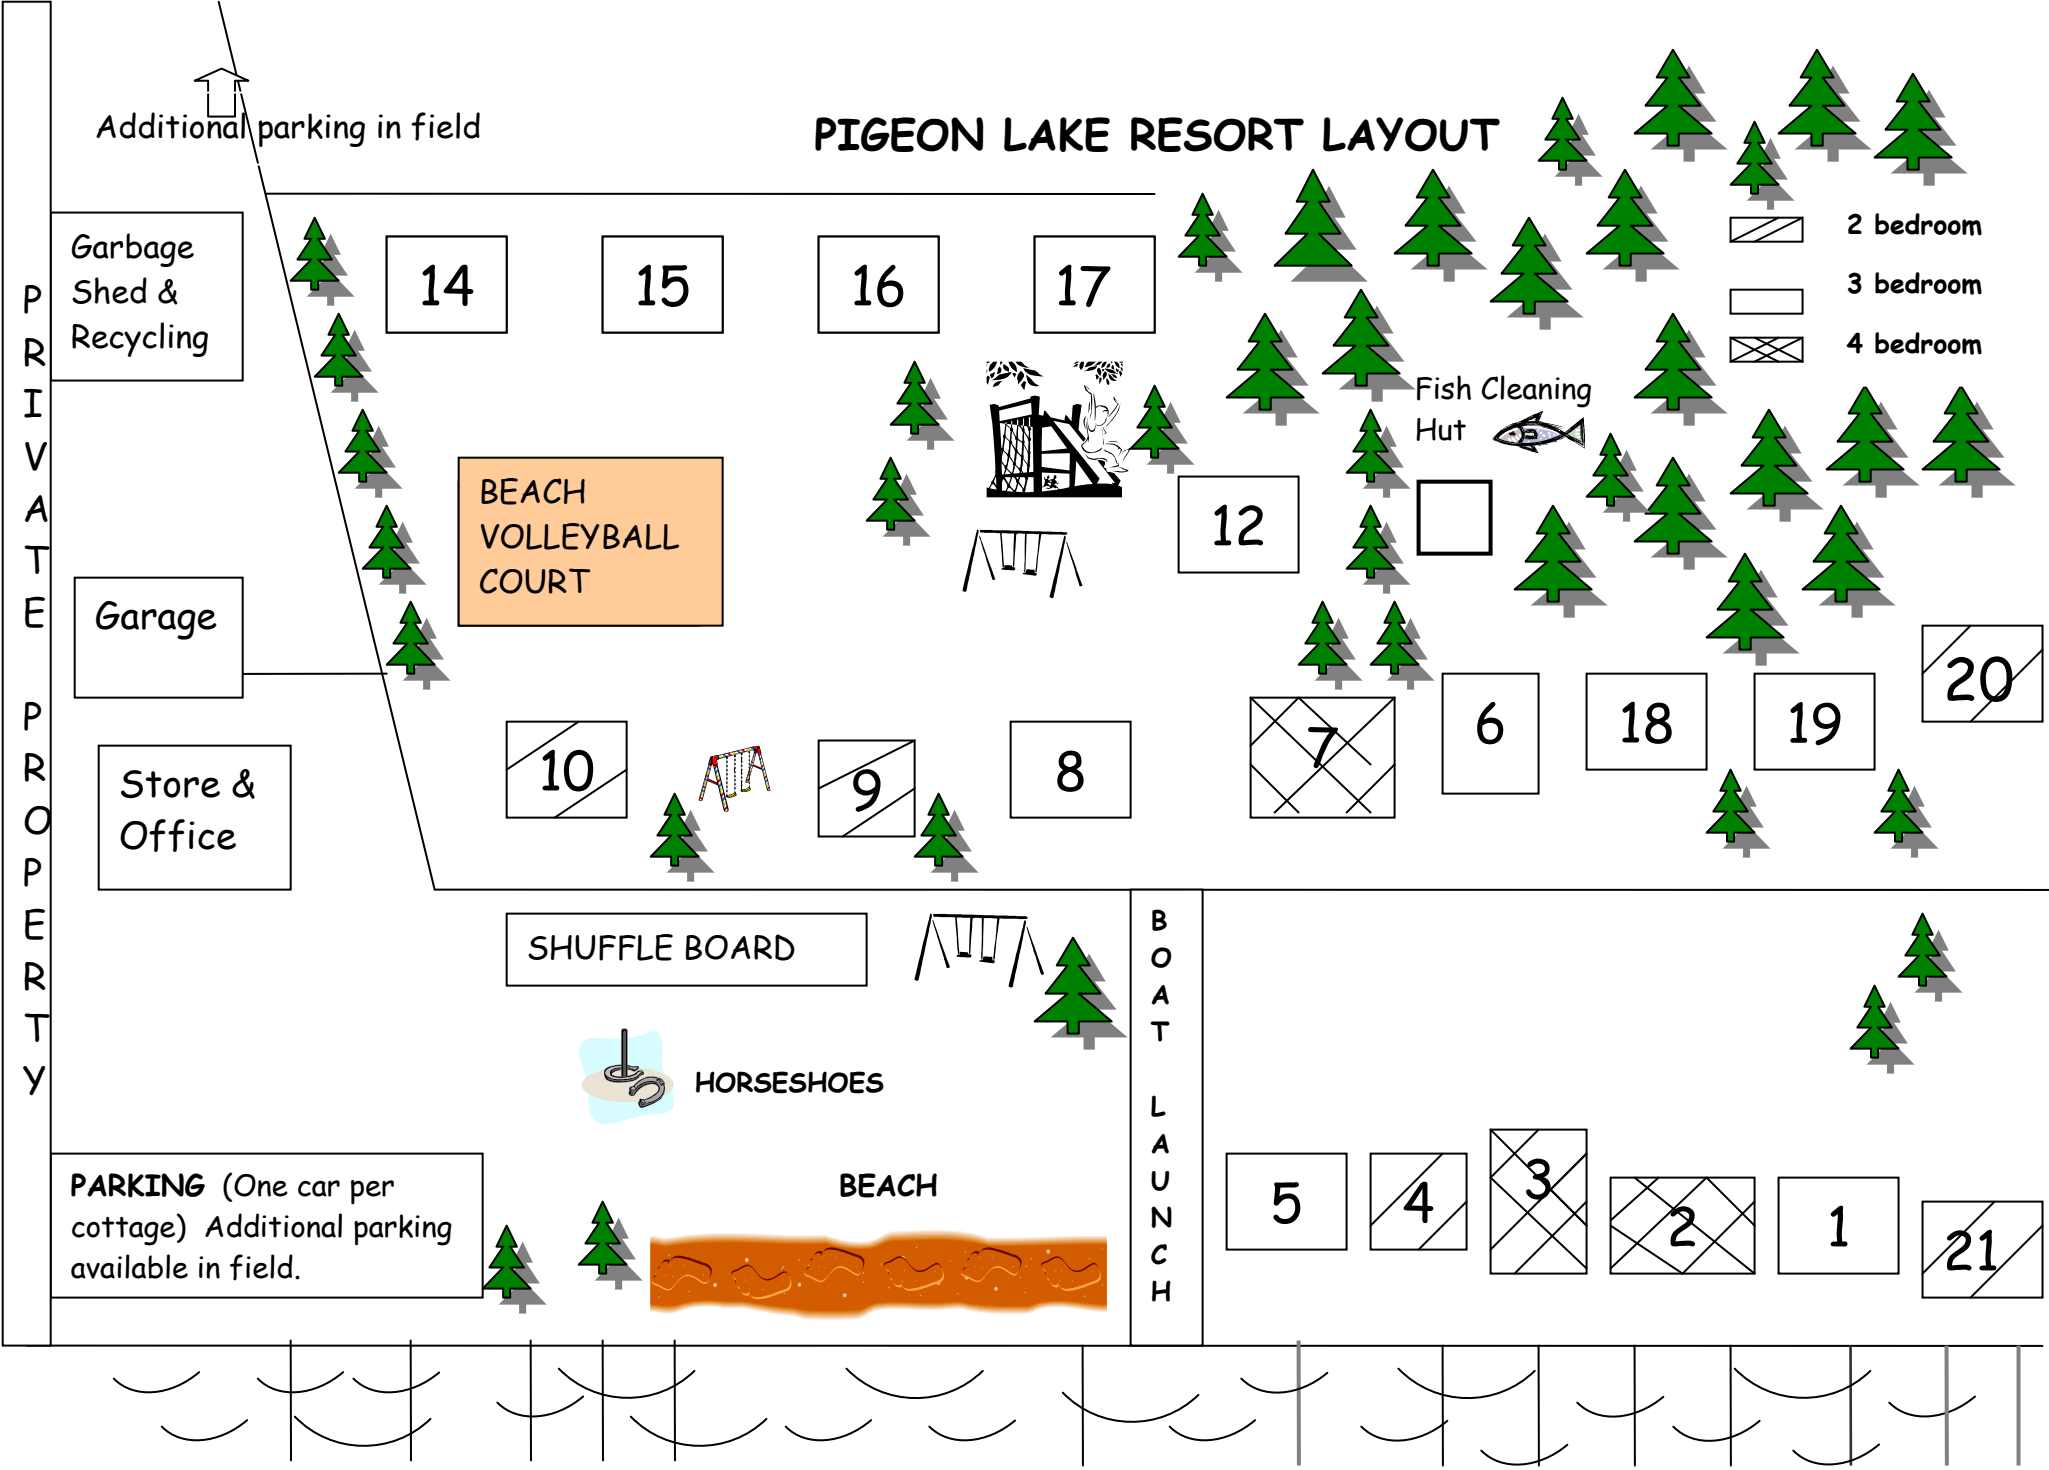 PIGEON LAKE RESORT LAYOUT
Additional parking in field
2 bedroom
3 bedroom
4 bedroom
PRIVATE PROPERTY
Garbage
Shed &
Recycling
14
15
16
17
Fish Cleaning
Hut
BEACH
VOLLEYBALL
COURT
12
Garage
20
7
6
18
19
10
9
8
Store &
Office
SHUFFLE BOARD
BOAT LAUNCH
HORSESHOES
PARKING (One car per
cottage) Additional parking
available in field.
BEACH
5
4
3
2
1
21